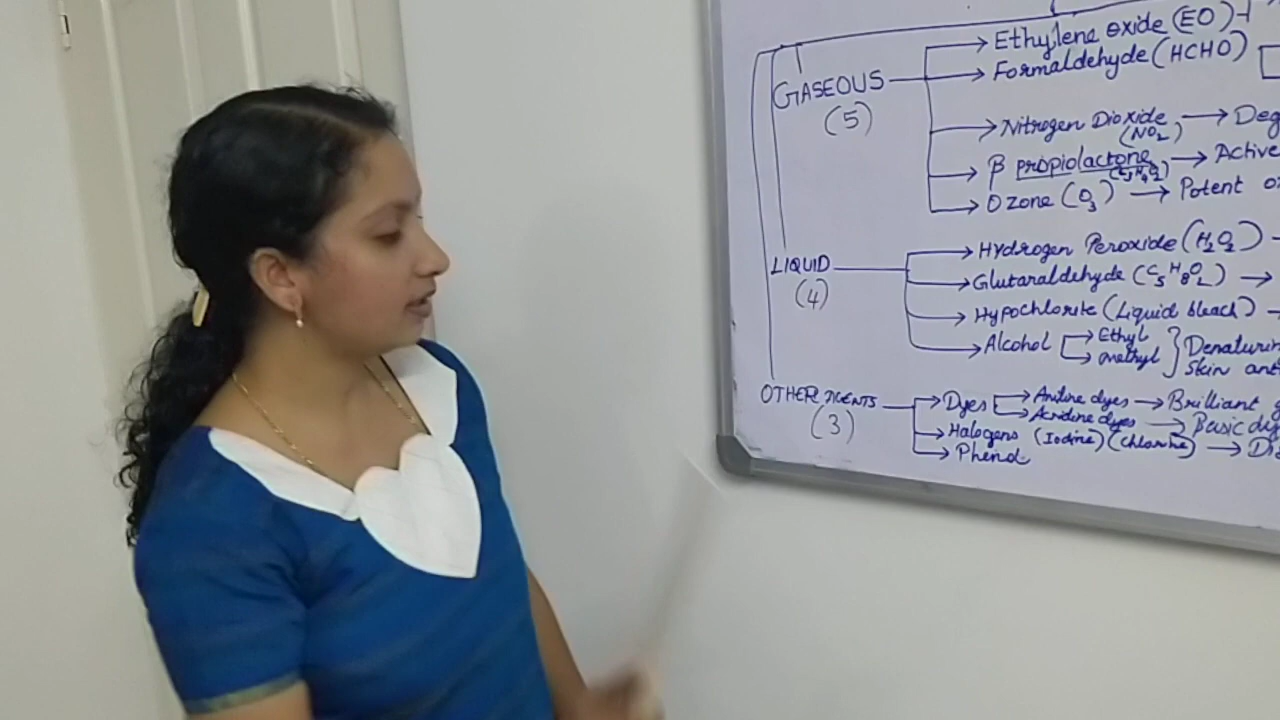 Ethylene oxide (EO)
GASEOUS Formaldehyde (HCHO)
(5)
Nitrogen Dioxide → Deg
(NO2)
β propiolactone → Active
(C3H4O2)
Ozone (O3) → Potent
Hydrogen Peroxide (H2O2)
LIQUID Glutaraldehyde (C5H8O2) →
(4)
Hypochlorite (Liquid bleach)
Alcohol Ethyl Denaturin
methyl Skin ant
OTHER AGENTS Dyes Aniline dyes → Brilliant
(3) Acridine dyes → Basic dy
Halogens (Iodine) (Chlorine) →
Phenol